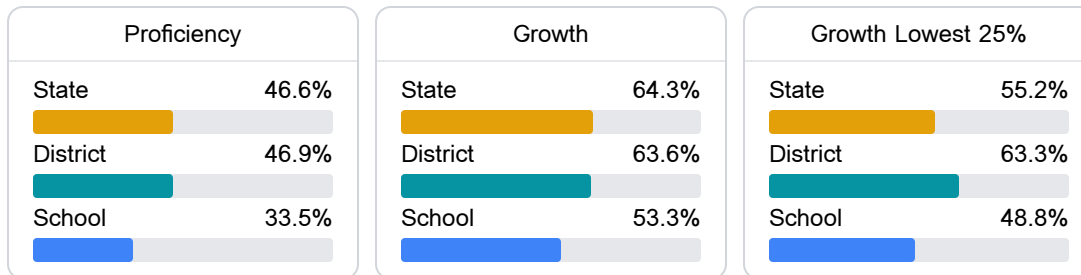 Proficiency
State 46.6%
District 46.9%
School 33.5%
Growth
State 64.3%
District 63.6%
School 53.3%
Growth Lowest 25%
State 55.2%
District 63.3%
School 48.8%